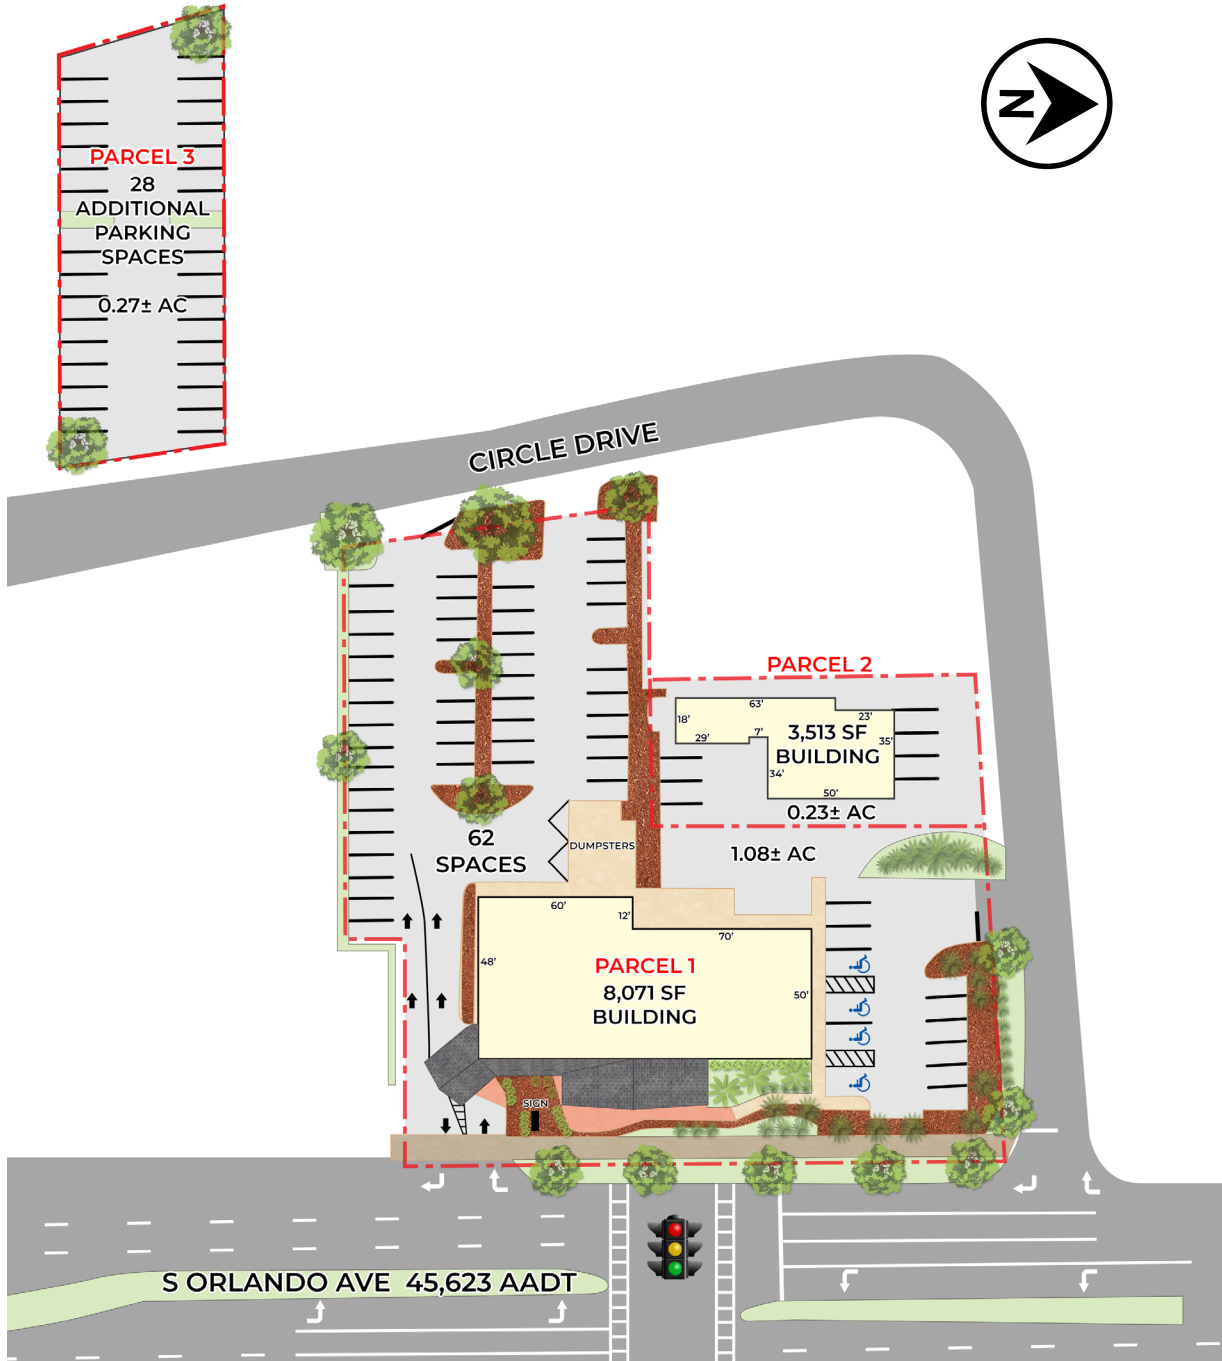 N
PARCEL 3
28
ADDITIONAL
PARKING
SPACES
0.27± AC
CIRCLE DRIVE
PARCEL 2
63'
18'
23'
3,513 SF
BUILDING
29'
7'
35'
34'
50'
0.23± AC
62
SPACES
DUMPSTERS
1.08± AC
60'
12'
70'
48'
PARCEL 1
8,071 SF
BUILDING
50'
SIGN
S ORLANDO AVE 45,623 AADT